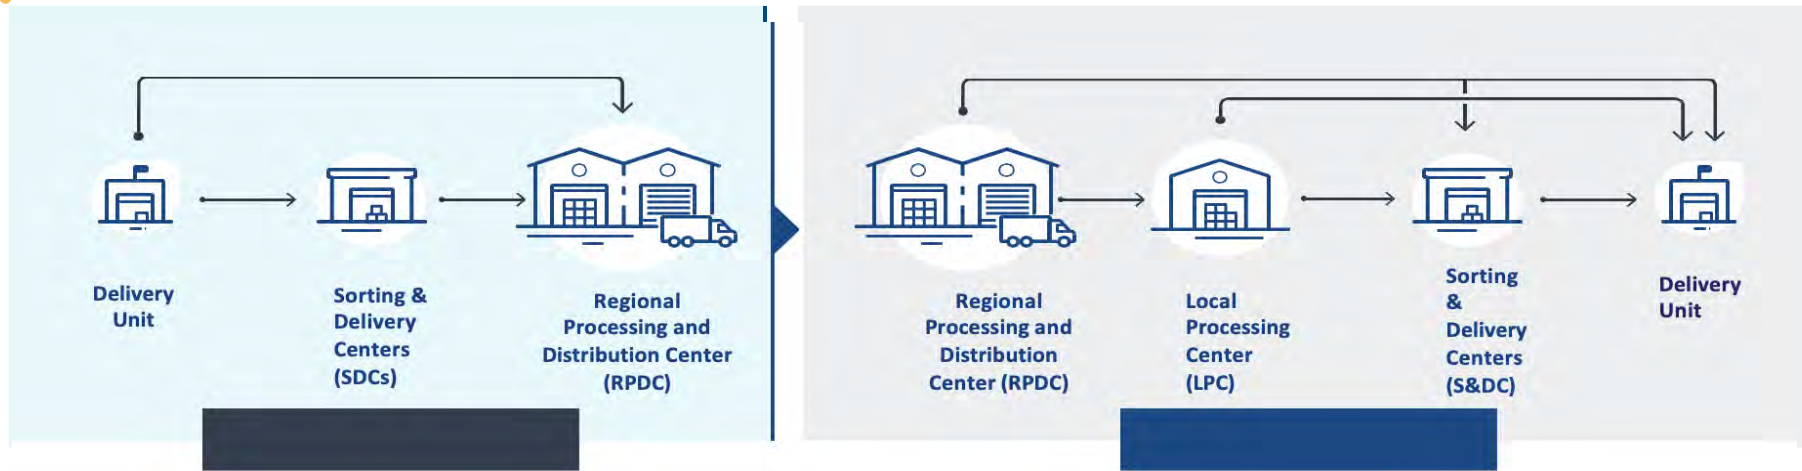 Delivery
Unit
Sorting &
Delivery
Centers
(SDCs)
Regional
Processing and
Distribution Center
(RPDC)
Regional
Processing and
Distribution
Center (RPDC)
Local
Processing
Center
(LPC)
Sorting
&
Delivery
Centers
(S&DC)
Delivery
Unit